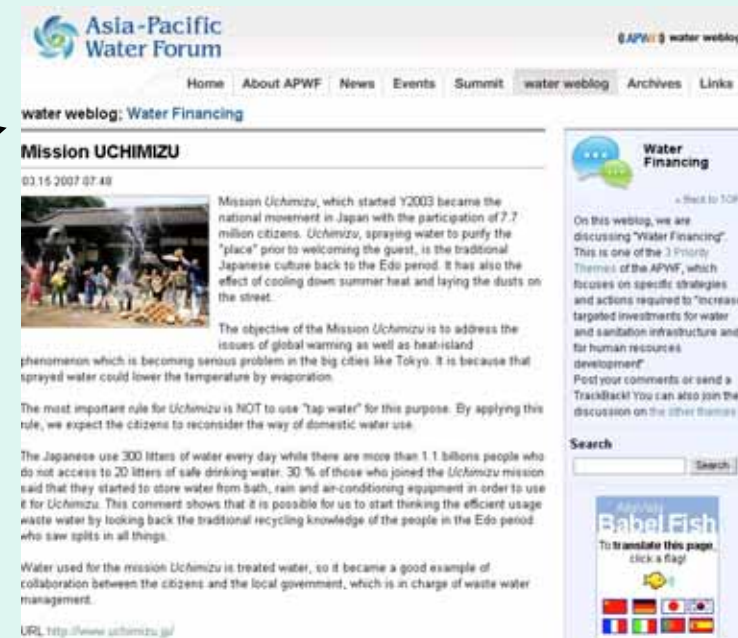 Asia-Pacific
Water Forum
water weblog
Home About APWF News Events Summit water weblog Archives Links
water weblog: Water Financing
Mission UCHIMIZU
03.15 2007 07:48
Mission Uchimizu, which started Y2003 became the
national movement in Japan with the participation of 7.7
million citizens. Uchimizu, spraying water to purify the
"place" prior to welcoming the guest, is the traditional
Japanese culture back to the Edo period. It has also the
effect of cooling down summer heat and laying the dusts on
the street.
The objective of the Mission Uchimizu is to address the
issues of global warming as well as heat-island
phenomenon which is becoming serious problem in the big cities like Tokyo. It is because that
sprayed water could lower the temperature by evaporation.
The most important rule for Uchimizu is NOT to use "tap water" for this purpose. By applying this
rule, we expect the citizens to reconsider the way of domestic water use.
The Japanese use 300 litters of water every day while there are more than 1.1 billions people who
do not access to 20 litters of safe drinking water. 30 % of those who joined the Uchimizu mission
said that they started to store water from bath, rain and air-conditioning equipment in order to use
it for Uchimizu. This comment shows that it is possible for us to start thinking the efficient usage
waste water by looking back the traditional recycling knowledge of the people in the Edo period
who saw splits in all things.
Water used for the mission Uchimizu is treated water, so it became a good example of
collaboration between the citizens and the local government, which is in charge of waste water
management.
URL http://www.uchimizu.jp/
Water
Financing
Back to TOP
On this weblog, we are
discussing "Water Financing".
This is one of the 3 Priority
Themes of the APWF, which
focuses on specific strategies
and actions required to "increase
targeted investments for water
and sanitation infrastructure and
for human resources
development"
Post your comments or send a
TrackBack! You can also join the
discussion on the other themes
Search
Search
Babel Fish
To translate this page,
click a flag!